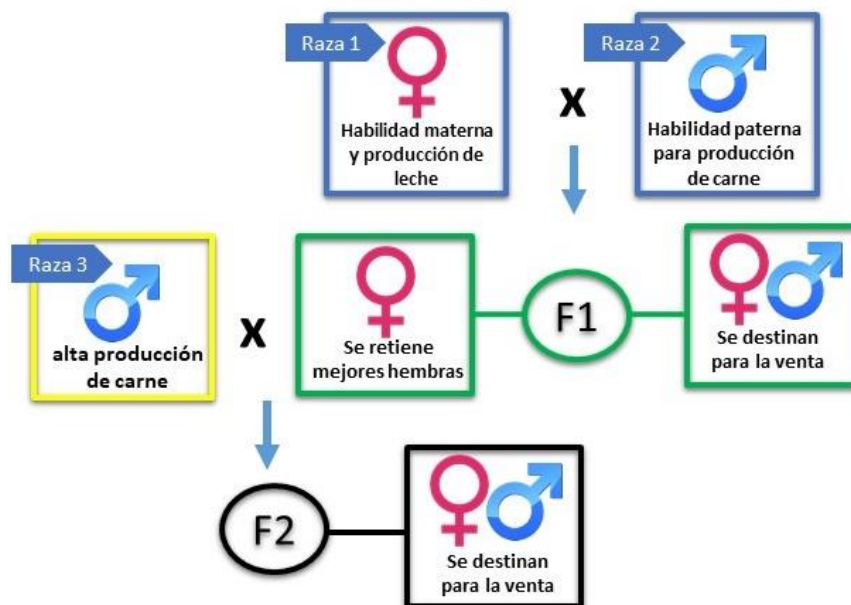 Raza 1
Habilidad materna
y producción de
leche
X
Raza 2
Habilidad paterna
para producción
de carne
Raza 3
alta producción
de carne
X
Se retiene
mejores hembras
F1
Se destinan
para la venta
F2
Se destinan
para la venta